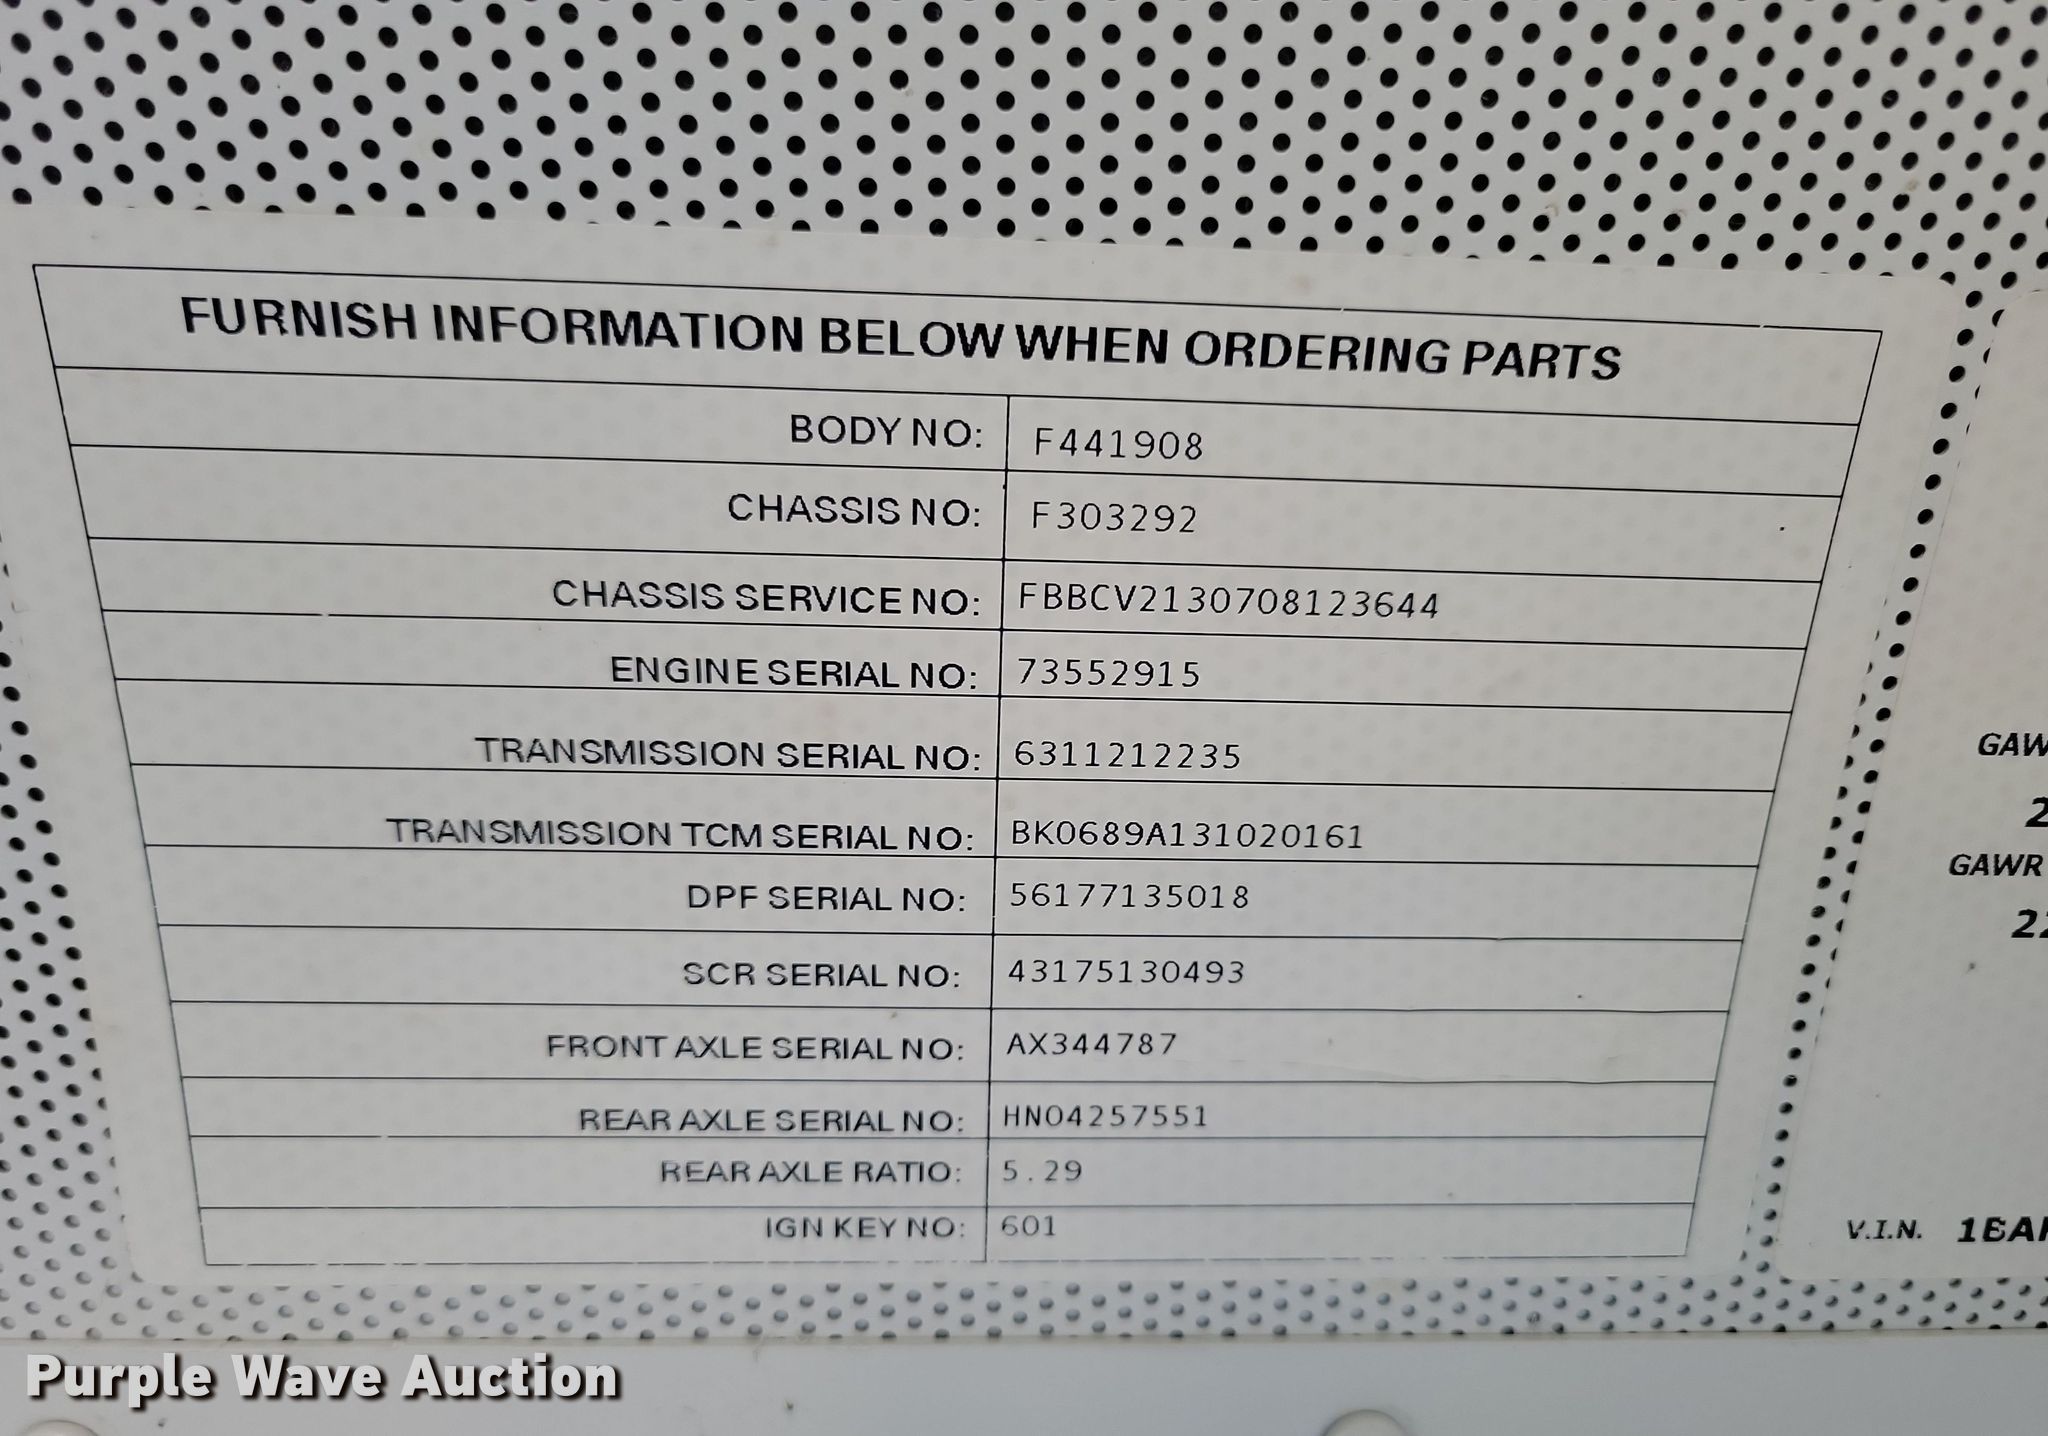 FURNISH INFORMATION BELOW WHEN ORDERING PARTS
BODY NO: F441908
CHASSIS NO: F303292
CHASSIS SERVICE NO: FBBCV2130708123644
ENGINE SERIAL NO: 73552915
TRANSMISSION SERIAL NO: 6311212235
TRANSMISSION TCM SERIAL NO: BK0689A131020161
DPF SERIAL NO: 56177135018
SCR SERIAL NO: 43175130493
FRONT AXLE SERIAL NO: AX344787
REAR AXLE SERIAL NO: HN04257551
REAR AXLE RATIO: 5.29
IGN KEY NO: 601
GAWR
V.I.N. 1BA
Purple Wave Auction